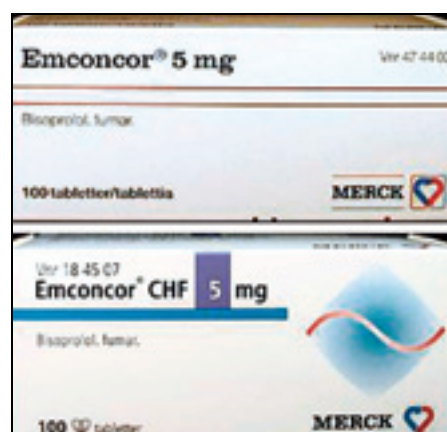 Emconcor® 5 mg
Vnr 47 44 00
Bisoprolol. fumar.
100 tabletter/tablettia
MERCK
Vnr 18 45 07
Emconcor® CHF 5 mg
Bisoprolol. fumar.
100 tabletter
MERCK